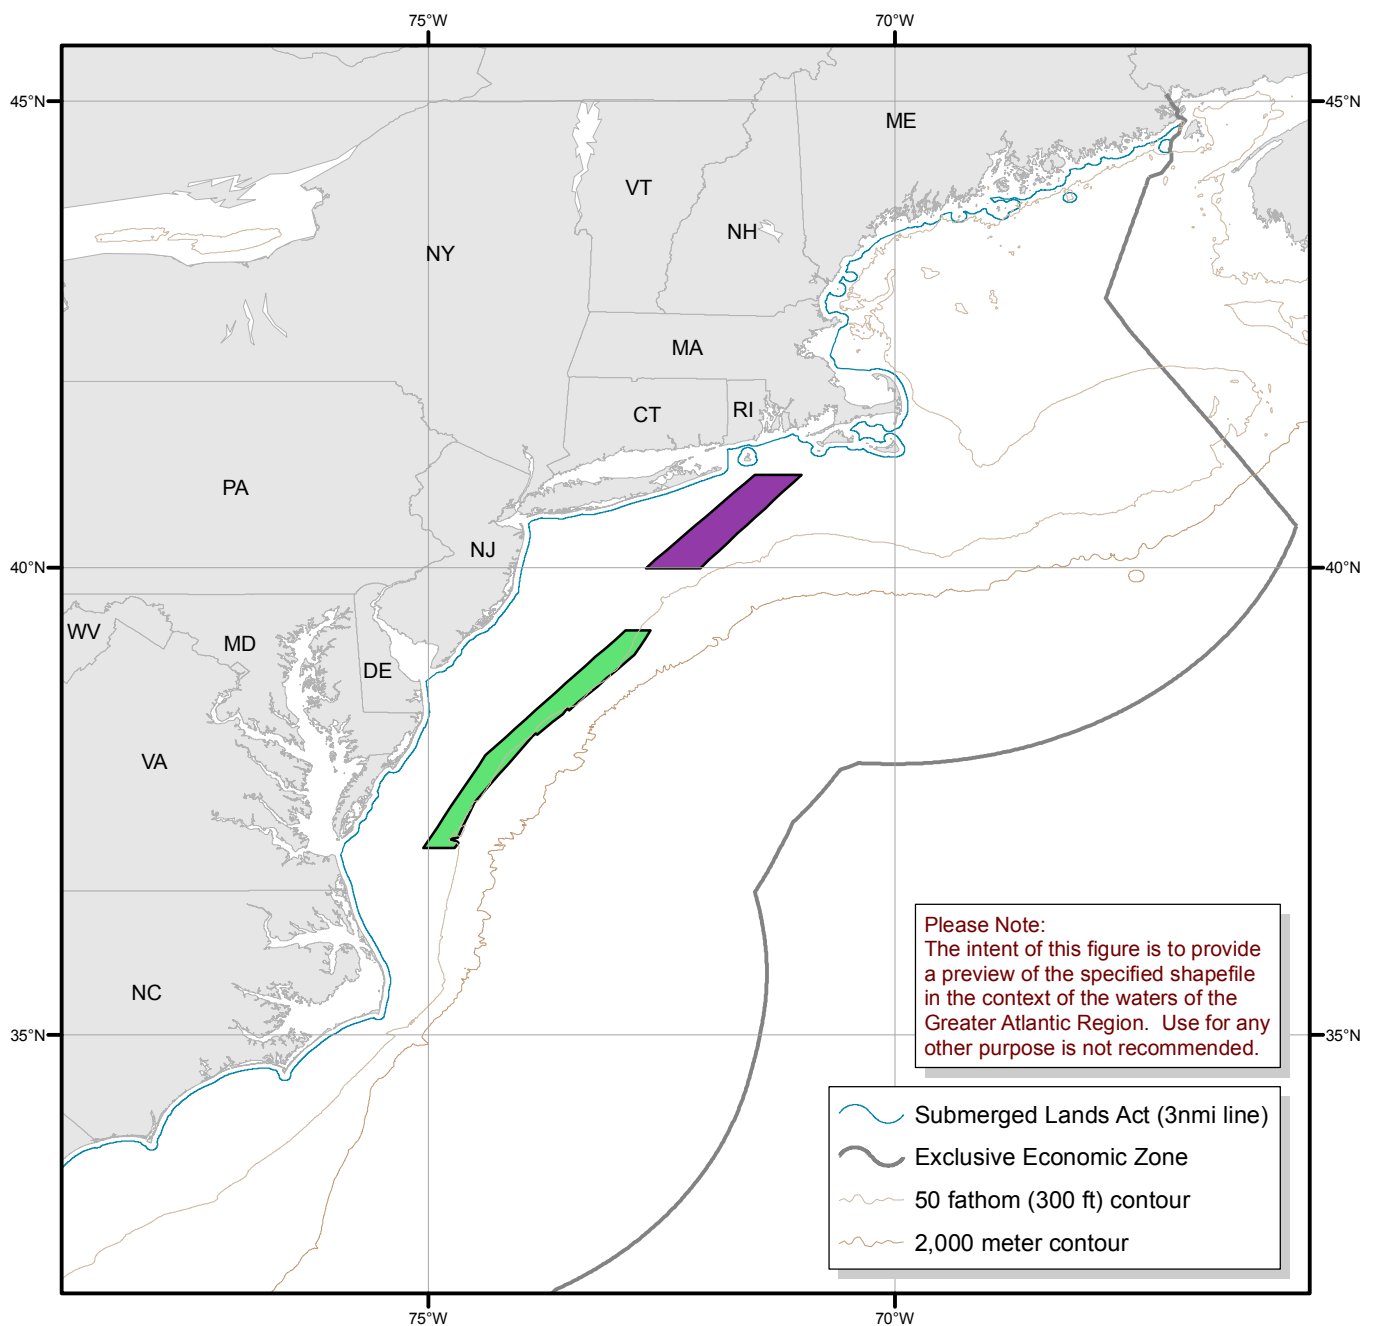 75°W
70°W
45°N
45°N
ME
VT
NH
NY
MA
CT
RI
PA
NJ
40°N
40°N
WV
MD
DE
VA
NC
35°N
35°N
Please Note:
The intent of this figure is to provide
a preview of the specified shapefile
in the context of the waters of the
Greater Atlantic Region. Use for any
other purpose is not recommended.
Submerged Lands Act (3nmi line)
Exclusive Economic Zone
50 fathom (300 ft) contour
2,000 meter contour
75°W
70°W